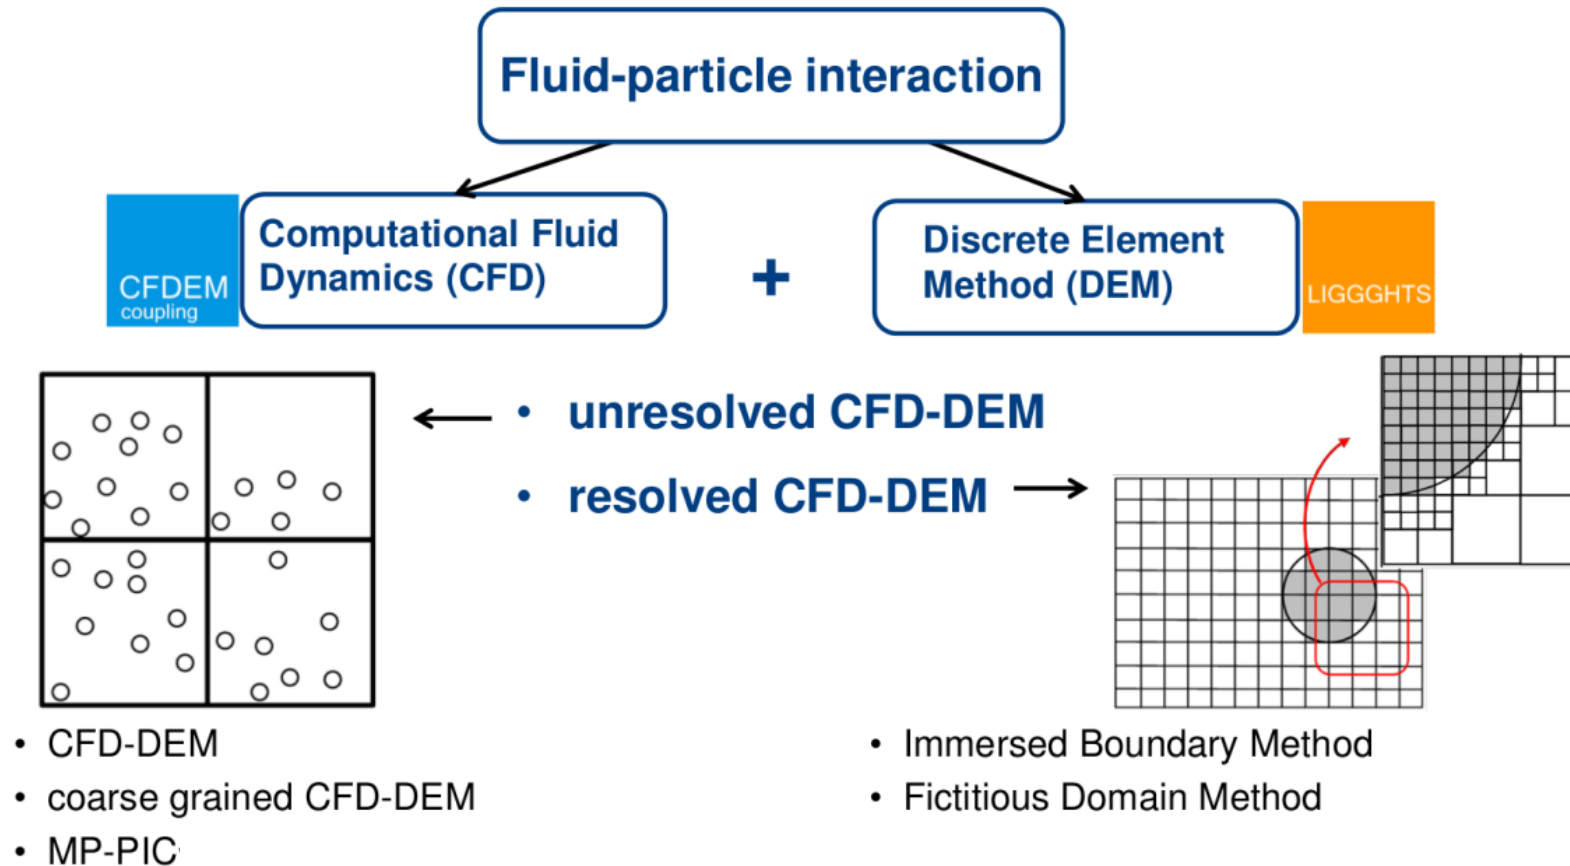 Fluid-particle interaction
CFDEM
coupling
Computational Fluid
Dynamics (CFD)
+
Discrete Element
Method (DEM)
LIGGGHTS
• unresolved CFD-DEM
• resolved CFD-DEM
• CFD-DEM
• coarse grained CFD-DEM
• MP-PIC
• Immersed Boundary Method
• Fictitious Domain Method